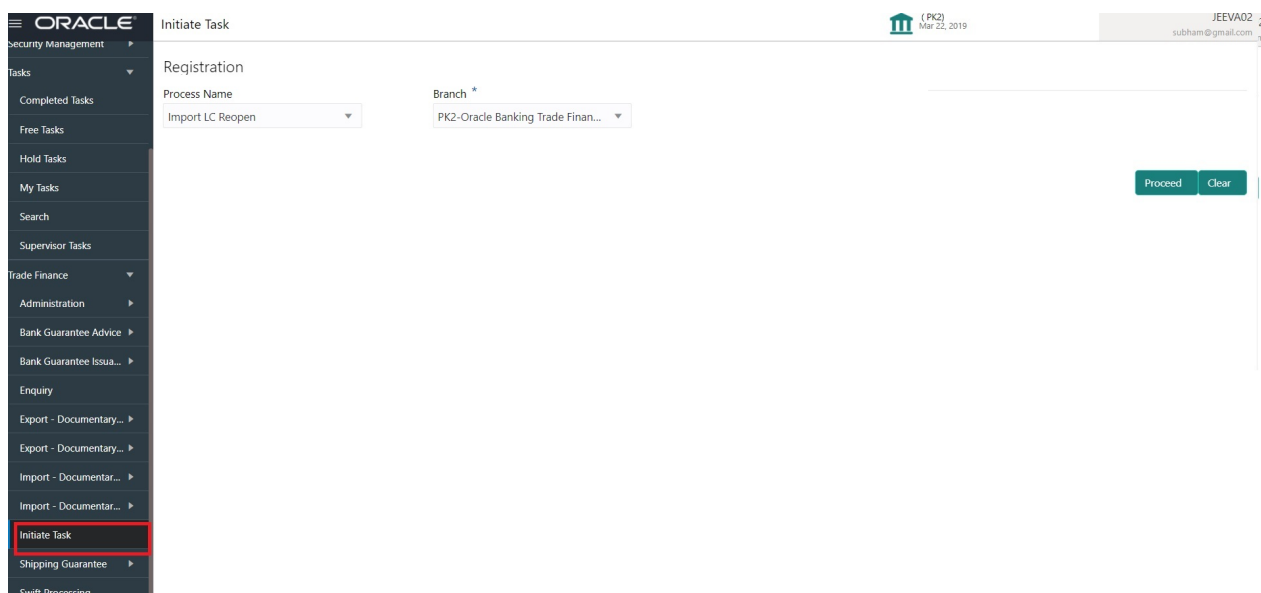 ORACLE
Initiate Task
( PK2)
Mar 22, 2019
JEEVA02
subham@gmail.com
Security Management
Tasks
Completed Tasks
Free Tasks
Hold Tasks
My Tasks
Search
Supervisor Tasks
Trade Finance
Administration
Bank Guarantee Advice
Bank Guarantee Issua...
Enquiry
Export - Documentary...
Export - Documentary...
Import - Documentar...
Import - Documentar...
Initiate Task
Shipping Guarantee
Swift Processing
Registration
Process Name
Branch *
Import LC Reopen
PK2-Oracle Banking Trade Finan...
Proceed
Clear